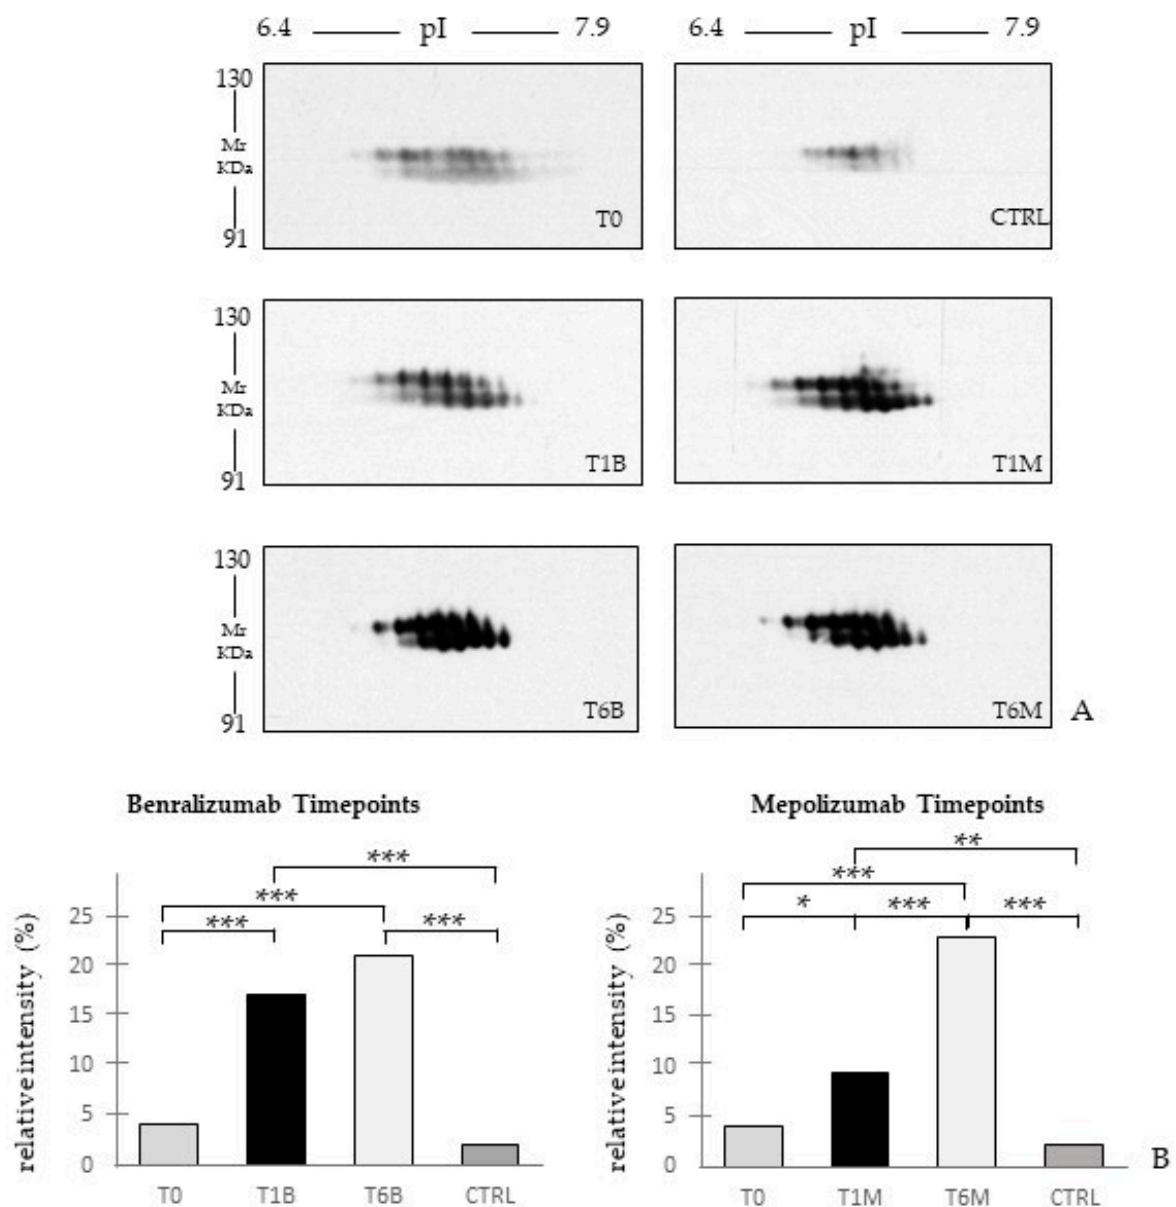 6.4 pI 7.9
6.4 pI 7.9
130
Mr
KDa
91
T0
CTRL
130
Mr
KDa
91
T1B
T1M
130
Mr
KDa
91
T6B
T6M
A
Benralizumab Timepoints
***
***
***
***
relative intensity (%)
25
20
15
10
5
0
T0 T1B T6B CTRL
Mepolizumab Timepoints
**
***
* *** ***
relative intensity (%)
25
20
15
10
5
0
T0 T1M T6M CTRL
B